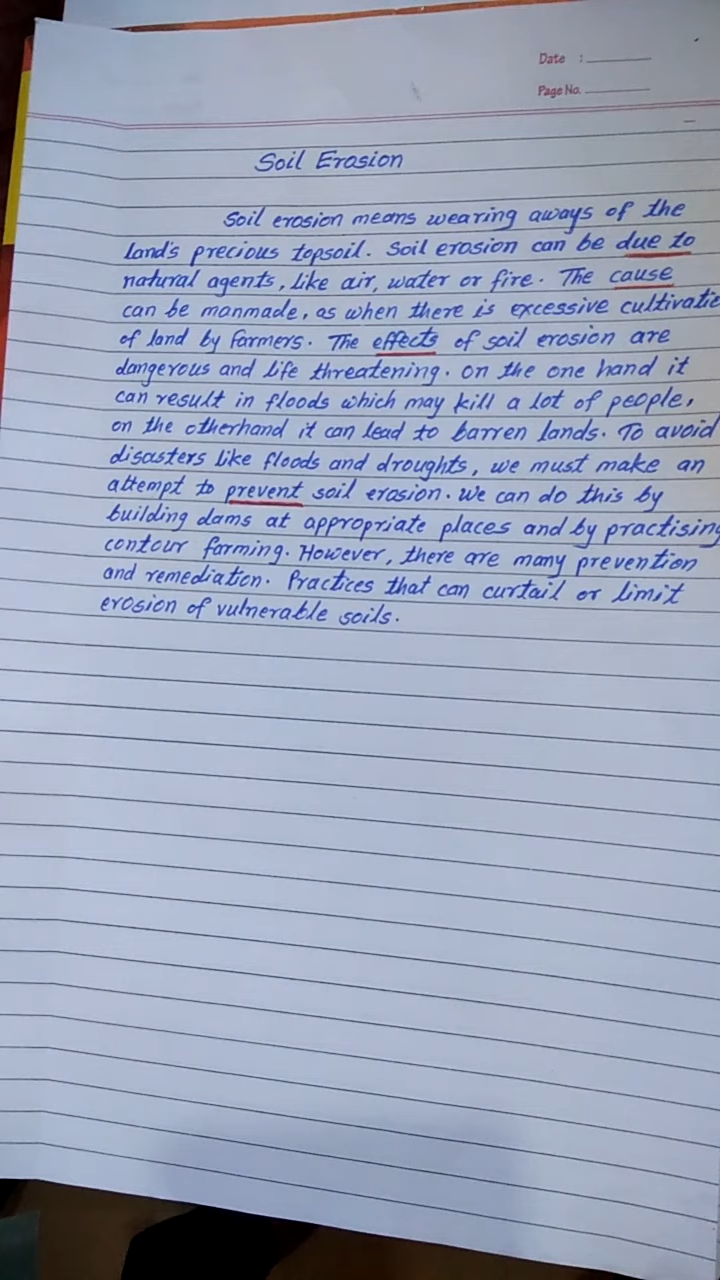 Date :
Page No.
Soil Erosion
Soil erosion means wearing aways of the
land's precious topsoil. Soil erosion can be due to
natural agents, like air, water or fire. The cause
can be manmade, as when there is excessive cultivatio
of land by farmers. The effects of soil erosion are
dangerous and life threatening. on the one hand it
can result in floods which may kill a lot of people,
on the otherhand it can lead to barren lands. To avoid
disasters like floods and droughts, we must make an
attempt to prevent soil erosion. we can do this by
building dams at appropriate places and by practising
contour farming. However, there are many prevention
and remediation. Practices that can curtail or limit
erosion of vulnerable soils.